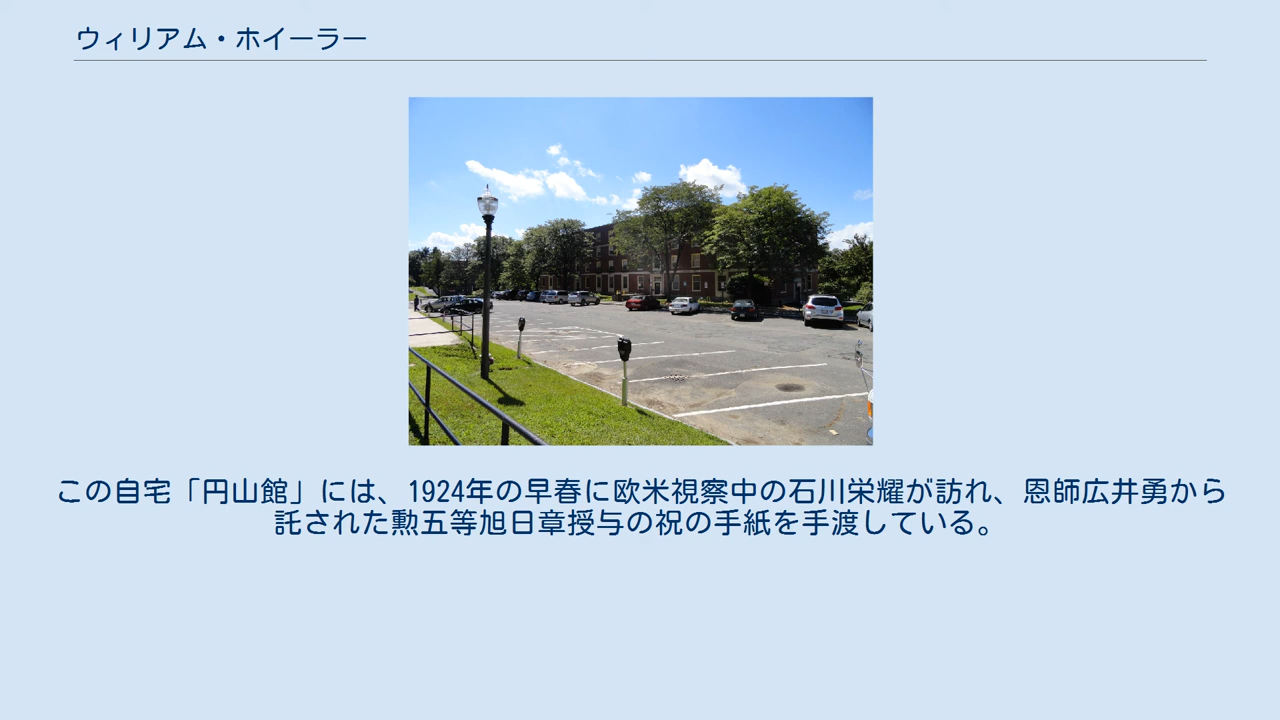 ウィリアム・ホイーラー
この自宅「円山館」には、1924年の早春に欧米視察中の石川栄耀が訪れ、恩師広井勇から
託された勲五等旭日章授与の祝の手紙を手渡している。